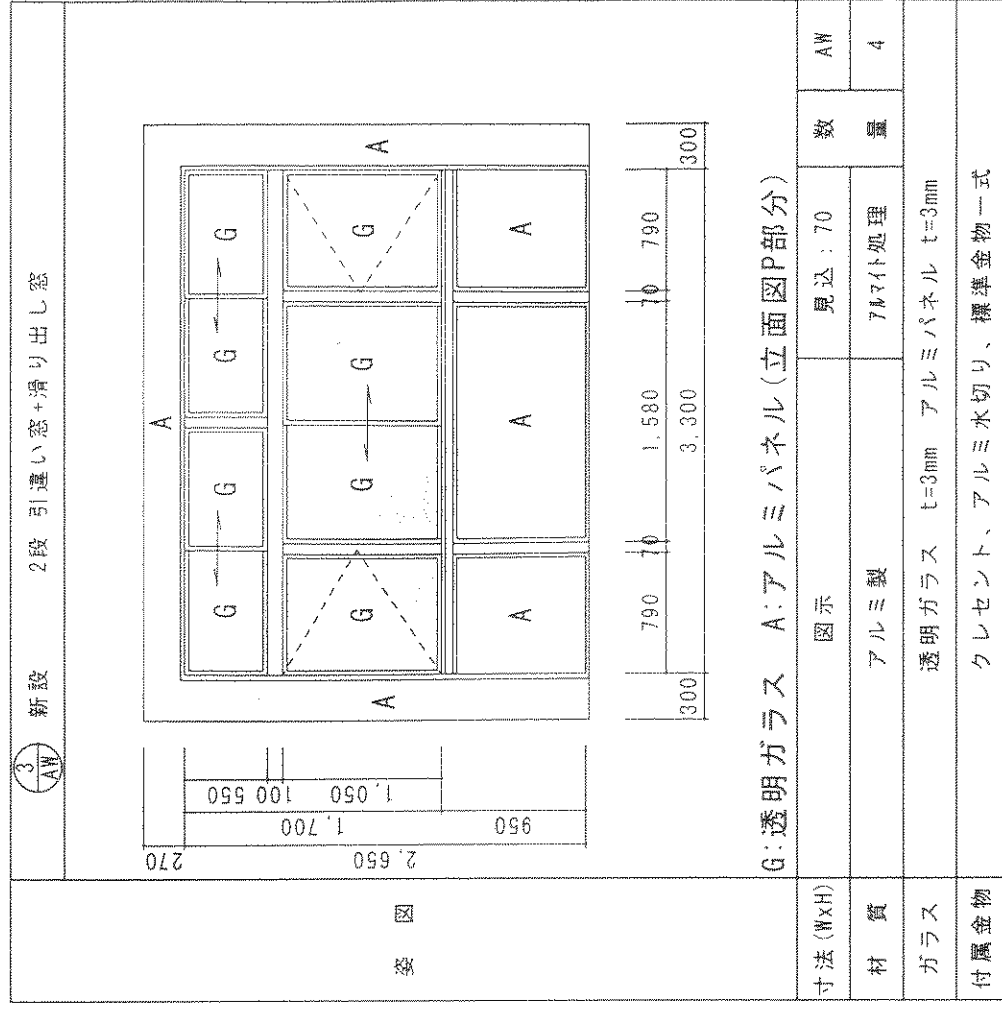 3
AW
新設
2段 引違い窓+滑り出し窓
姿 図
A
G
G
G
G
A
G
G
G
G
A
A
A
A
270
2,650
1,700
950
550
100
1,050
300
790
70
1,580
70
790
300
3,300
G:透明ガラス A:アルミパネル(立面図P部分)
寸法(WxH) 図示 見込:70 数 AW
材 質 アルミ製 アルマイト処理 量 4
ガラス 透明ガラス t=3mm アルミパネル t=3mm
付属金物 クレセント、アルミ水切り、標準金物一式